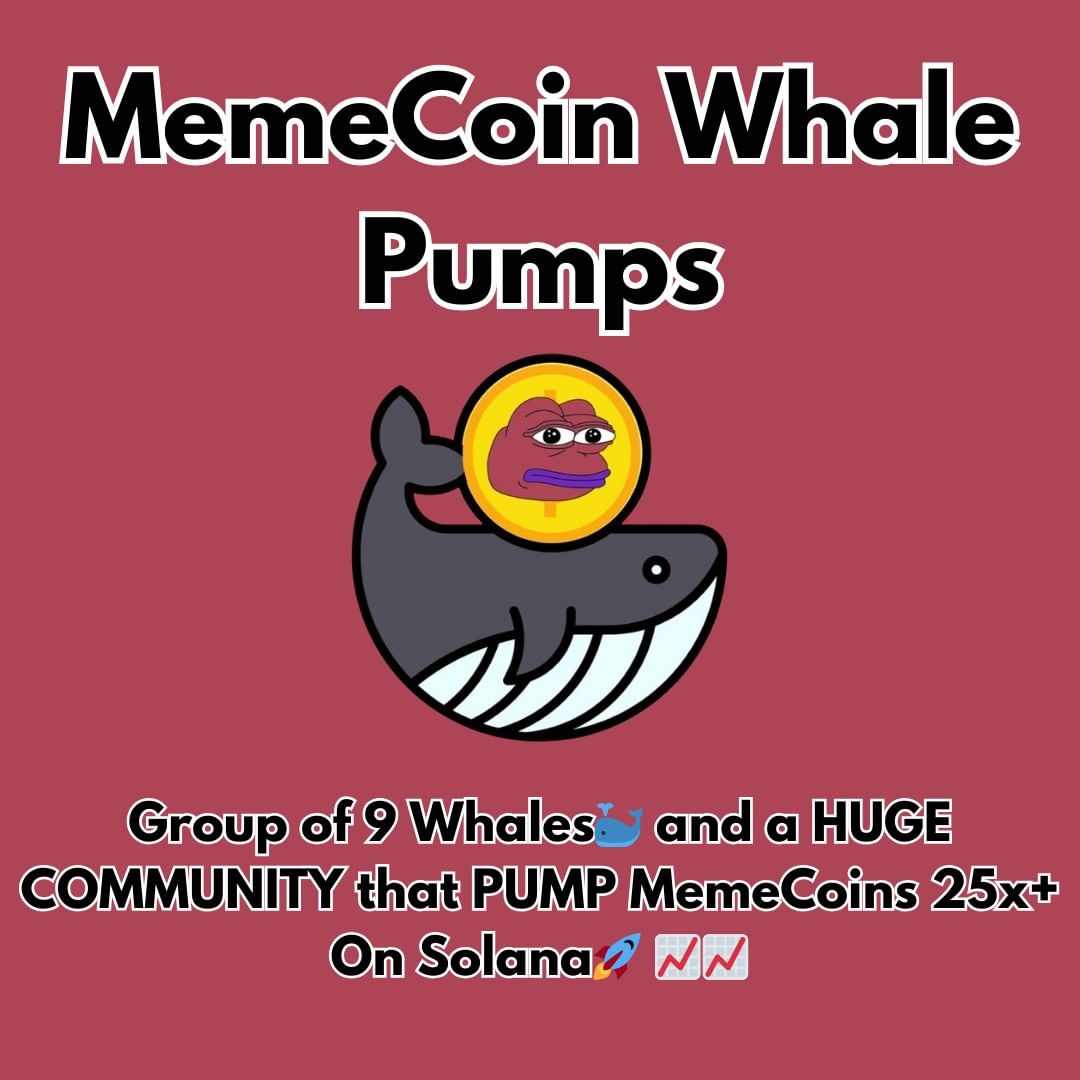 MemeCoin Whale
Pumps
Group of 9 Whales🐳 and a HUGE
COMMUNITY that PUMP MemeCoins 25x+
On Solana🚀 📈📈